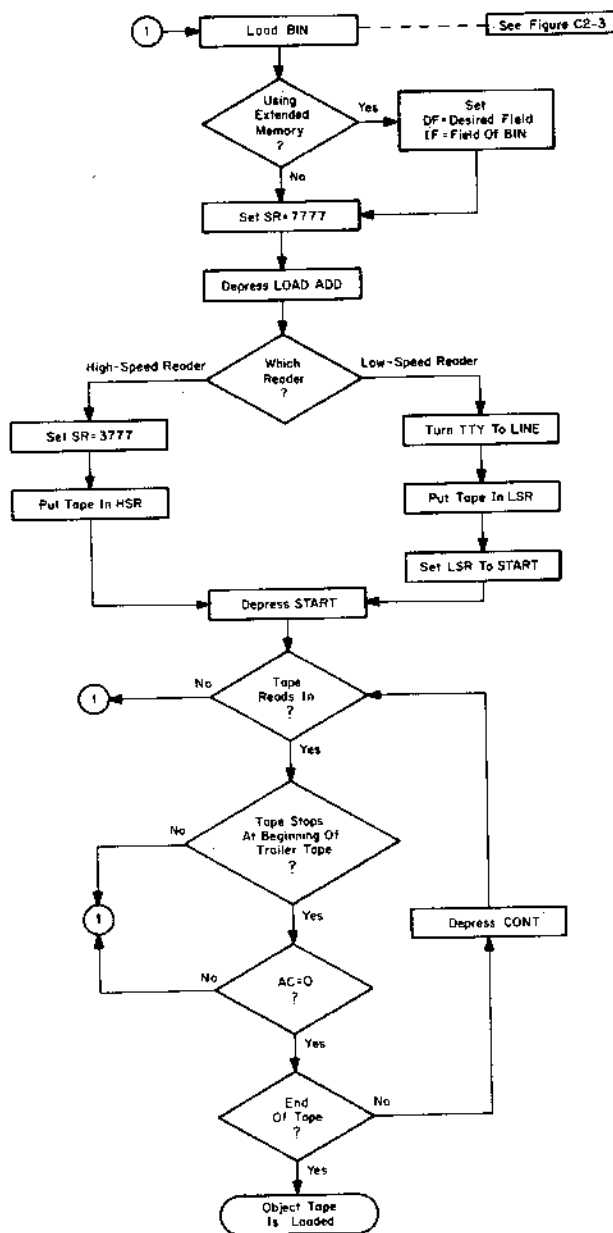 1
Load BIN
See Figure C2-3
Using
Extended
Memory
?
Yes
Set
DF=Desired Field
IF=Field Of BIN
No
Set SR=7777
Depress LOAD ADD
High-Speed Reader
Which
Reader
?
Low-Speed Reader
Set SR=3777
Turn TTY To LINE
Put Tape In HSR
Put Tape In LSR
Set LSR To START
Depress START
1
No
Tape
Reads In
?
Yes
No
Tape Stops
At Beginning Of
Trailer Tape
?
1
Yes
Depress CONT
No
AC=0
?
Yes
End
Of Tape
?
No
Yes
Object Tape
Is Loaded